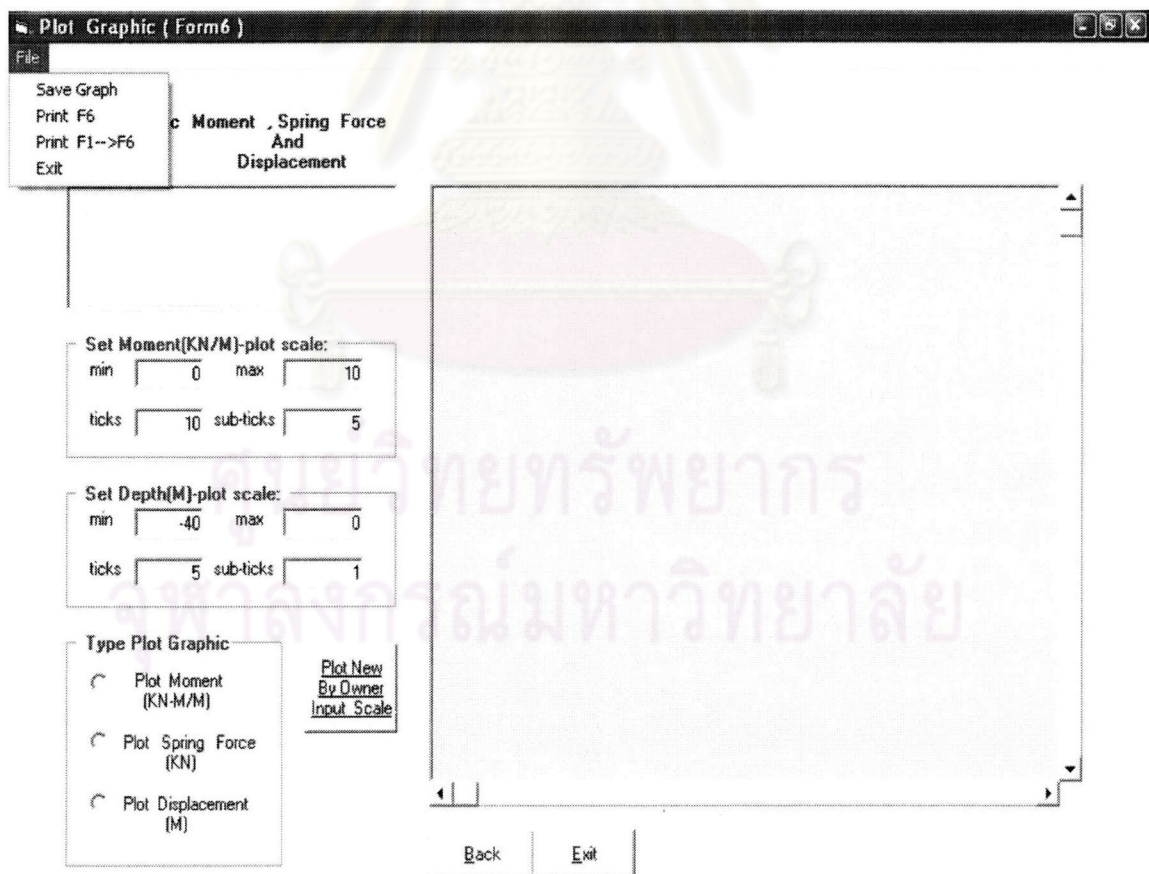 Plot Graphic ( Form6 )
File
Save Graph
Print F6
Print F1-->F6
Exit
c Moment , Spring Force
And
Displacement
Set Moment(KN/M)-plot scale:
min 0 max 10
ticks 10 sub-ticks 5
Set Depth(M)-plot scale:
min -40 max 0
ticks 5 sub-ticks 1
Type Plot Graphic
Plot Moment
(KN-M/M)
Plot Spring Force
(KN)
Plot Displacement
(M)
Plot New
By Owner
Input Scale
Back Exit
ศูนย์วิทยทรัพยากร
จุฬาลงกรณ์มหาวิทยาลัย